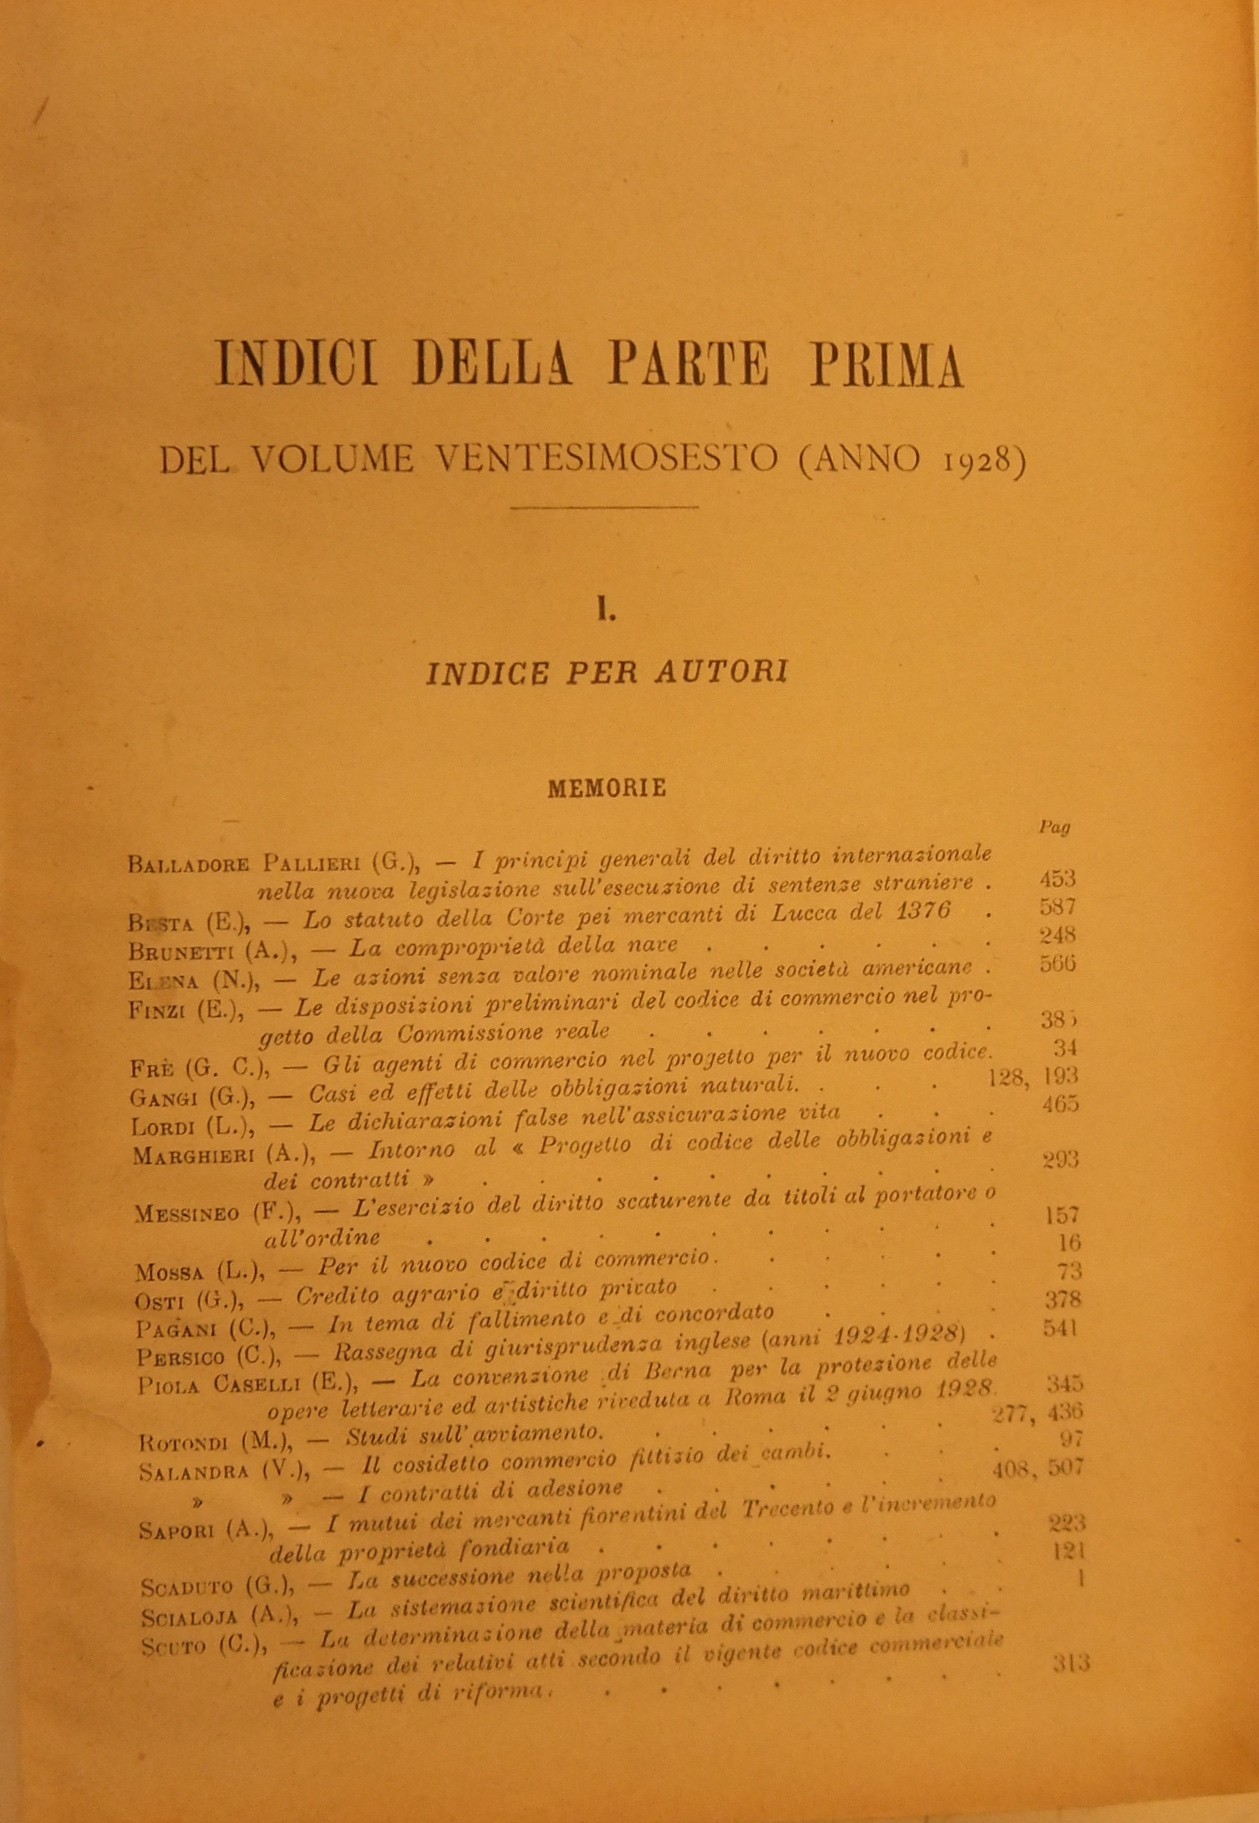 INDICI DELLA PARTE PRIMA
DEL VOLUME VENTESIMOSESTO (ANNO 1928)
I.
INDICE PER AUTORI
MEMORIE
Pag
BALLADORE PALLIERI (G.), — I principi generali del diritto internazionale
nella nuova legislazione sull'esecuzione di sentenze straniere . 453
BESTA (E.), — Lo statuto della Corte pei mercanti di Lucca del 1376 . 587
BRUNETTI (A.), — La comproprietà della nave . . . . . . 248
ELENA (N.), — Le azioni senza valore nominale nelle società americane . 566
FINZI (E.), — Le disposizioni preliminari del codice di commercio nel pro-
getto della Commissione reale . . . . . . .
FRÈ (G. C.), — Gli agenti di commercio nel progetto per il nuovo codice. 34
GANGI (G.), — Casi ed effetti delle obbligazioni naturali. . . . 128, 193
LORDI (L.), — Le dichiarazioni false nell'assicurazione vita . . . 465
MARGHIERI (A.), — Intorno al « Progetto di codice delle obbligazioni e
dei contratti » . . . . . . . . . . 293
MESSINEO (F.), — L'esercizio del diritto scaturente da titoli al portatore o
all'ordine . . . . . . . . . . . 157
MOSSA (L.), — Per il nuovo codice di commercio. . . . . . 16
OSTI (G.), — Credito agrario e diritto privato . . . . . . 73
PAGANI (C.), — In tema di fallimento e di concordato . . . . 378
PERSICO (C.), — Rassegna di giurisprudenza inglese (anni 1924-1928) . 541
PIOLA CASELLI (E.), — La convenzione di Berna per la protezione delle
opere letterarie ed artistiche riveduta a Roma il 2 giugno 1928. 345
ROTONDI (M.), — Studi sull'avviamento. . . . . . . 277, 436
SALANDRA (V.), — Il cosidetto commercio fittizio dei cambi. . . . 97
» » — I contratti di adesione . . . . . . . 408, 507
SAPORI (A.), — I mutui dei mercanti fiorentini del Trecento e l'incremento
della proprietà fondiaria . . . . . . . . 223
SCADUTO (G.), — La successione nella proposta . . . . . . 121
SCIALOJA (A.), — La sistemazione scientifica del diritto marittimo . . 1
SCUTO (C.), — La determinazione della materia di commercio e la classi-
ficazione dei relativi atti secondo il vigente codice commerciale
e i progetti di riforma. . . . . . . . . 313